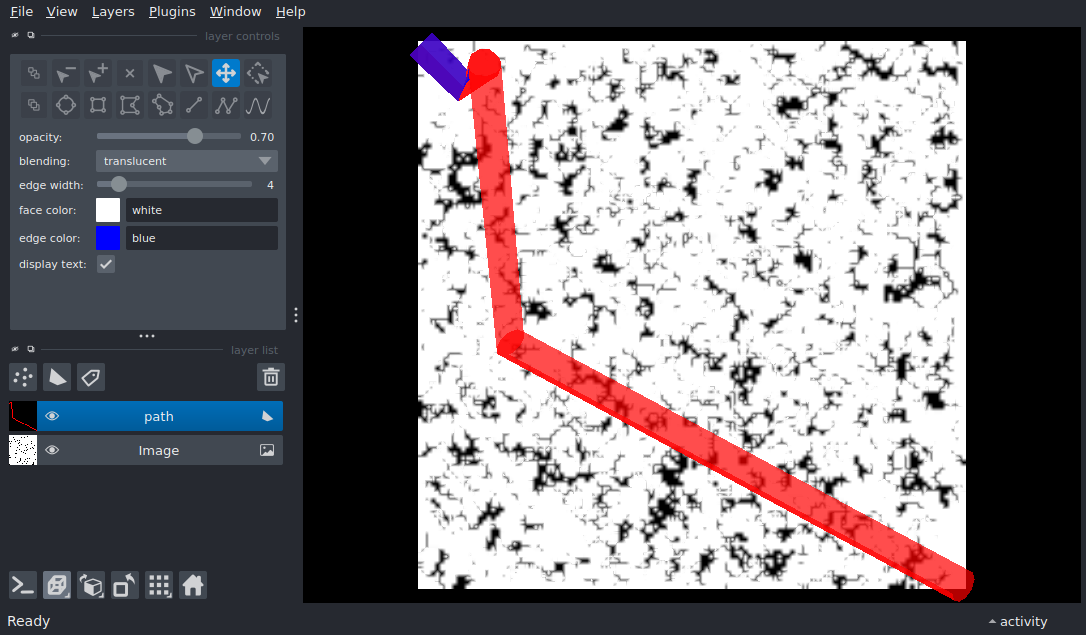 File View Layers Plugins Window Help
layer controls
opacity: 0.70
blending: translucent
edge width: 4
face color: white
edge color: blue
display text:
layer list
path
Image
Ready activity